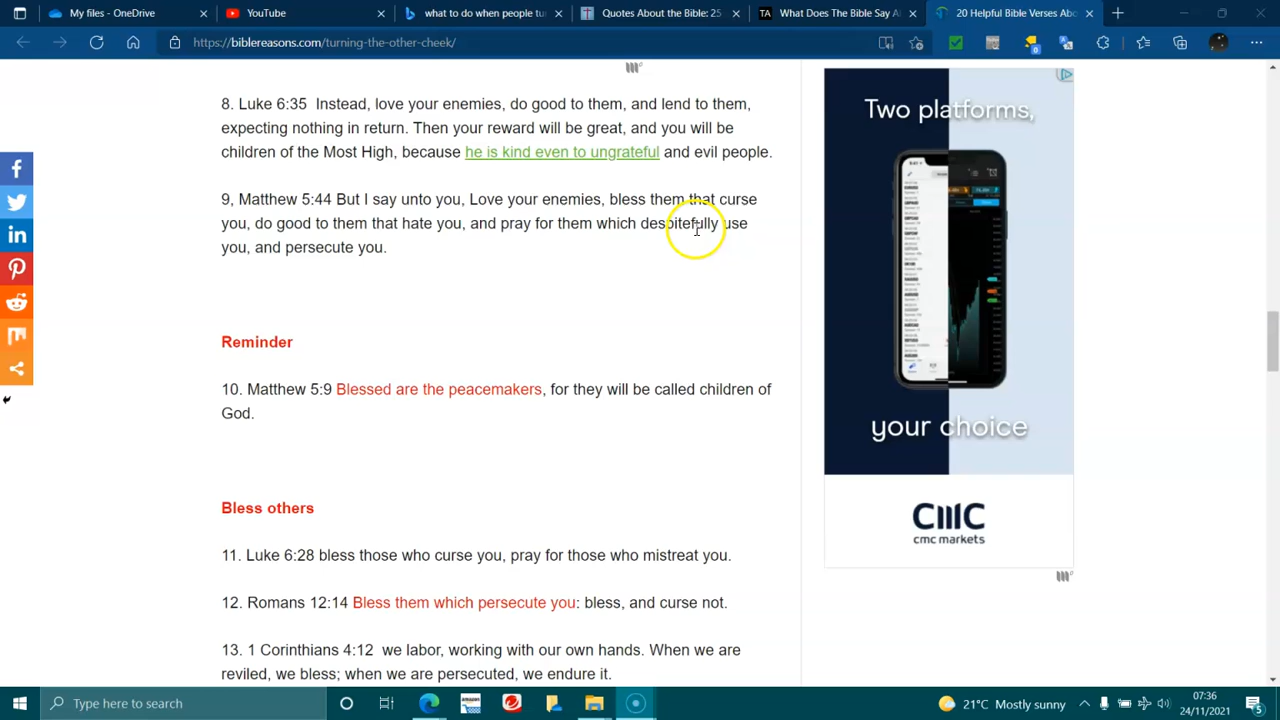 My files - OneDrive
YouTube
what to do when people tu
Quotes About the Bible: 25
What Does The Bible Say A
20 Helpful Bible Verses Abo
https://biblereasons.com/turning-the-other-cheek/
8. Luke 6:35 Instead, love your enemies, do good to them, and lend to them,
expecting nothing in return. Then your reward will be great, and you will be
children of the Most High, because he is kind even to ungrateful and evil people.
9, Matthew 5:44 But I say unto you, Love your enemies, bless them that curse
you, do good to them that hate you, and pray for them which despitefully use
you, and persecute you
Reminder
10. Matthew 5:9 Blessed are the peacemakers, for they will be called children of
God.
Bless others
11. Luke 6:28 bless those who curse you, pray for those who mistreat you.
12. Romans 12:14 Bless them which persecute you: bless, and curse not.
13. 1 Corinthians 4:12 we labor, working with our own hands. When we are
reviled, we bless; when we are persecuted, we endure it.
Two platforms,
your choice
CMC
cmc markets
Type here to search
21°C Mostly sunny
07:36
24/11/2021